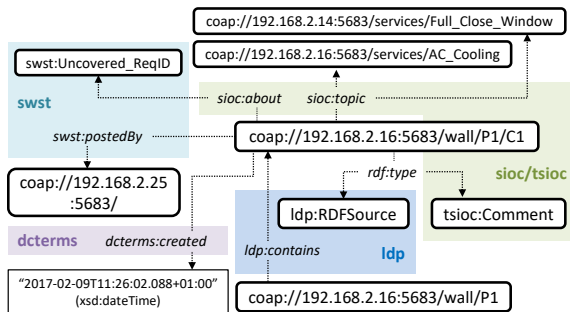 coap://192.168.2.14:5683/services/Full_Close_Window
coap://192.168.2.16:5683/services/AC_Cooling
swst:Uncovered_ReqID
swst
sioc:about
sioc:topic
swst:postedBy
coap://192.168.2.16:5683/wall/P1/C1
rdf:type
sioc/tsioc
coap://192.168.2.25
:5683/
ldp:RDFSource
tsioc:Comment
dcterms
dcterms:created
ldp:contains
ldp
“2017-02-09T11:26:02.088+01:00”
(xsd:dateTime)
coap://192.168.2.16:5683/wall/P1